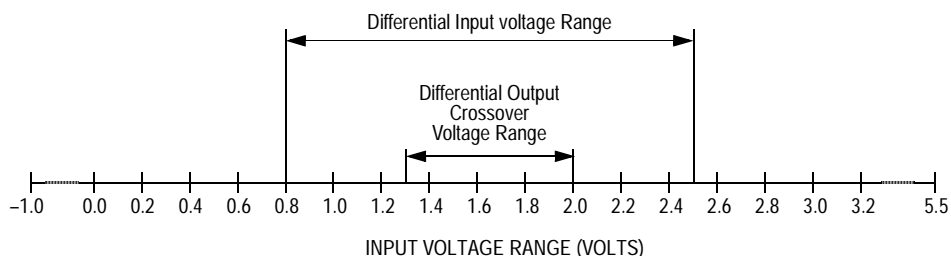 Differential Input voltage Range
Differential Output
Crossover
Voltage Range
–1.0 0.0 0.2 0.4 0.6 0.8 1.0 1.2 1.4 1.6 1.8 2.0 2.2 2.4 2.6 2.8 3.0 3.2 5.5
INPUT VOLTAGE RANGE (VOLTS)